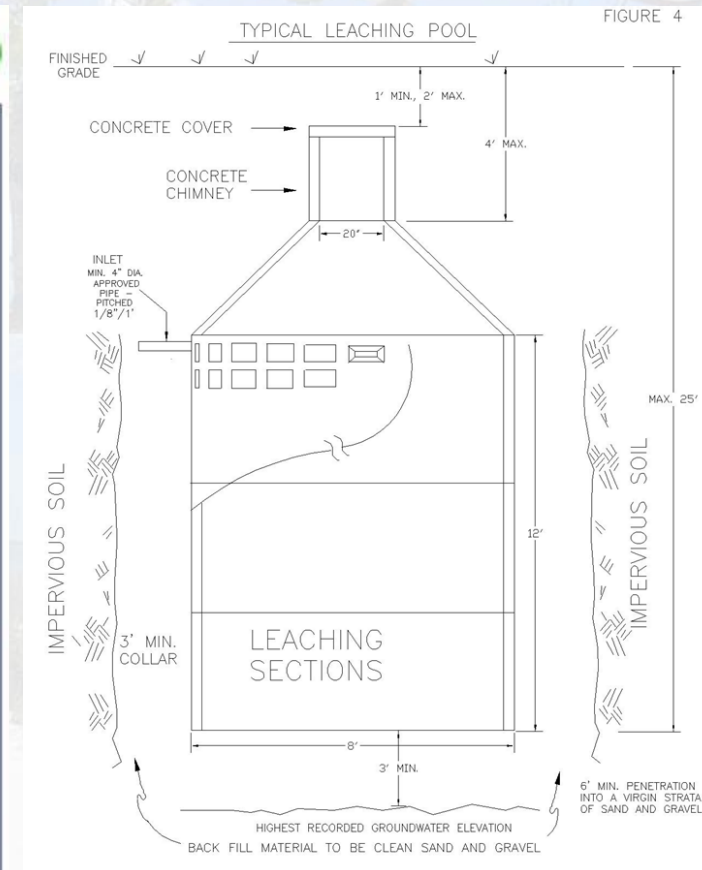 FIGURE 4
TYPICAL LEACHING POOL
FINISHED
GRADE
1' MIN., 2' MAX.
CONCRETE COVER
4' MAX.
CONCRETE
CHIMNEY
20"
INLET
MIN. 4" DIA.
APPROVED
PIPE -
PITCHED
1/8"/1'
MAX. 25'
IMPERVIOUS SOIL
IMPERVIOUS SOIL
12'
3' MIN.
COLLAR
LEACHING
SECTIONS
8'
3' MIN.
6' MIN. PENETRATION
INTO A VIRGIN STRATA
OF SAND AND GRAVEL
HIGHEST RECORDED GROUNDWATER ELEVATION
BACK FILL MATERIAL TO BE CLEAN SAND AND GRAVEL